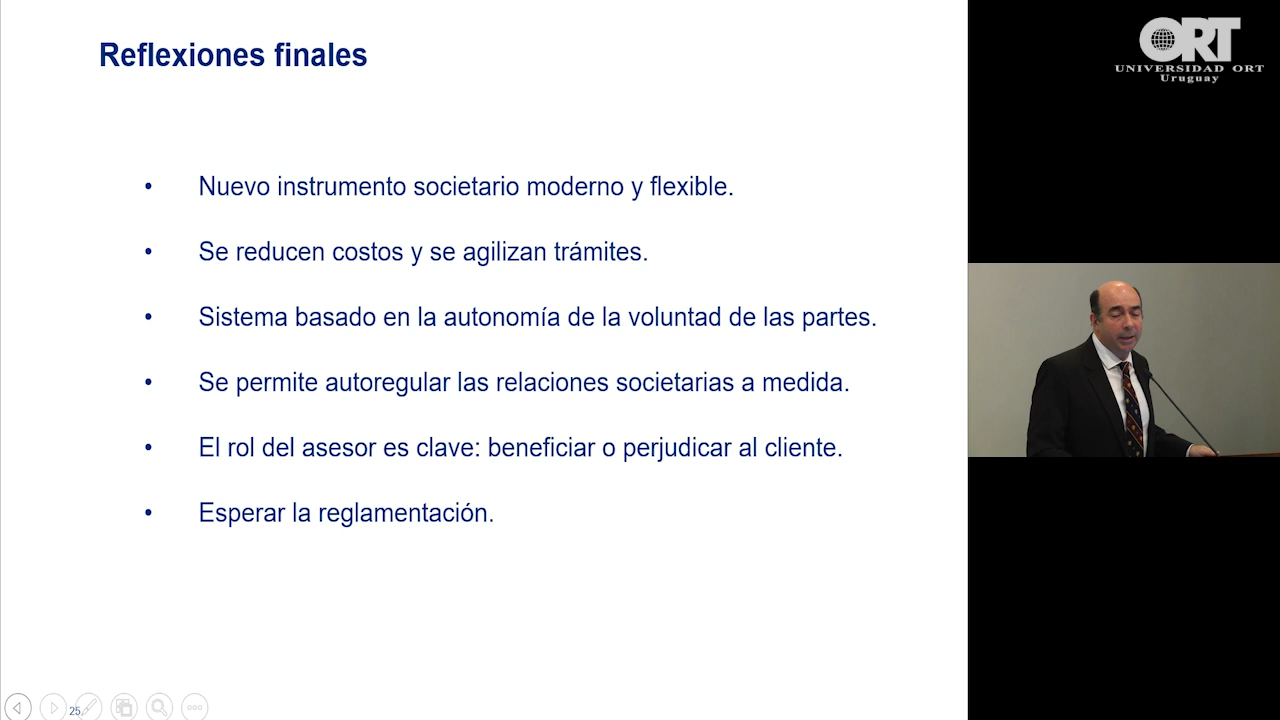 Reflexiones finales
• Nuevo instrumento societario moderno y flexible.
• Se reducen costos y se agilizan trámites.
• Sistema basado en la autonomía de la voluntad de las partes.
• Se permite autoregular las relaciones societarias a medida.
• El rol del asesor es clave: beneficiar o perjudicar al cliente.
• Esperar la reglamentación.
25
ORT
UNIVERSIDAD ORT
Uruguay